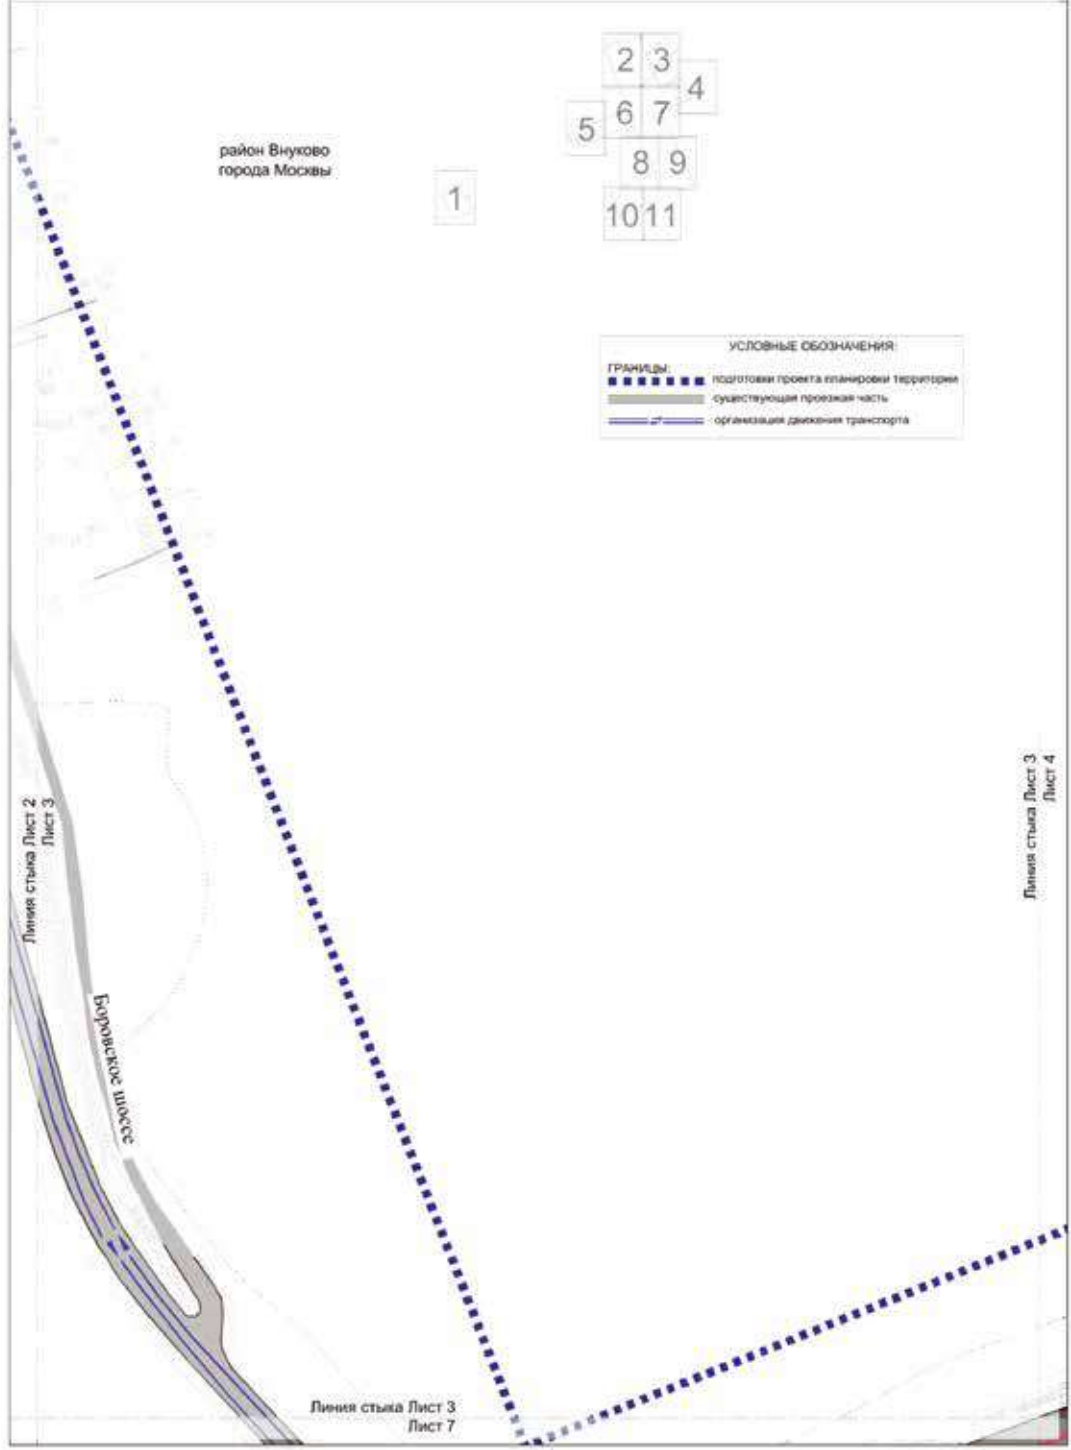 2 3
4
район Внуково
города Москвы
5 6 7
8 9
1
10 11
УСЛОВНЫЕ ОБОЗНАЧЕНИЯ:
ГРАНИЦЫ:
подготовки проекта планировки территории
существующая проезжая часть
организация движения транспорта
Линия стыка Лист 2
Лист 3
Линия стыка Лист 3
Лист 4
Боровское шоссе
Линия стыка Лист 3
Лист 7